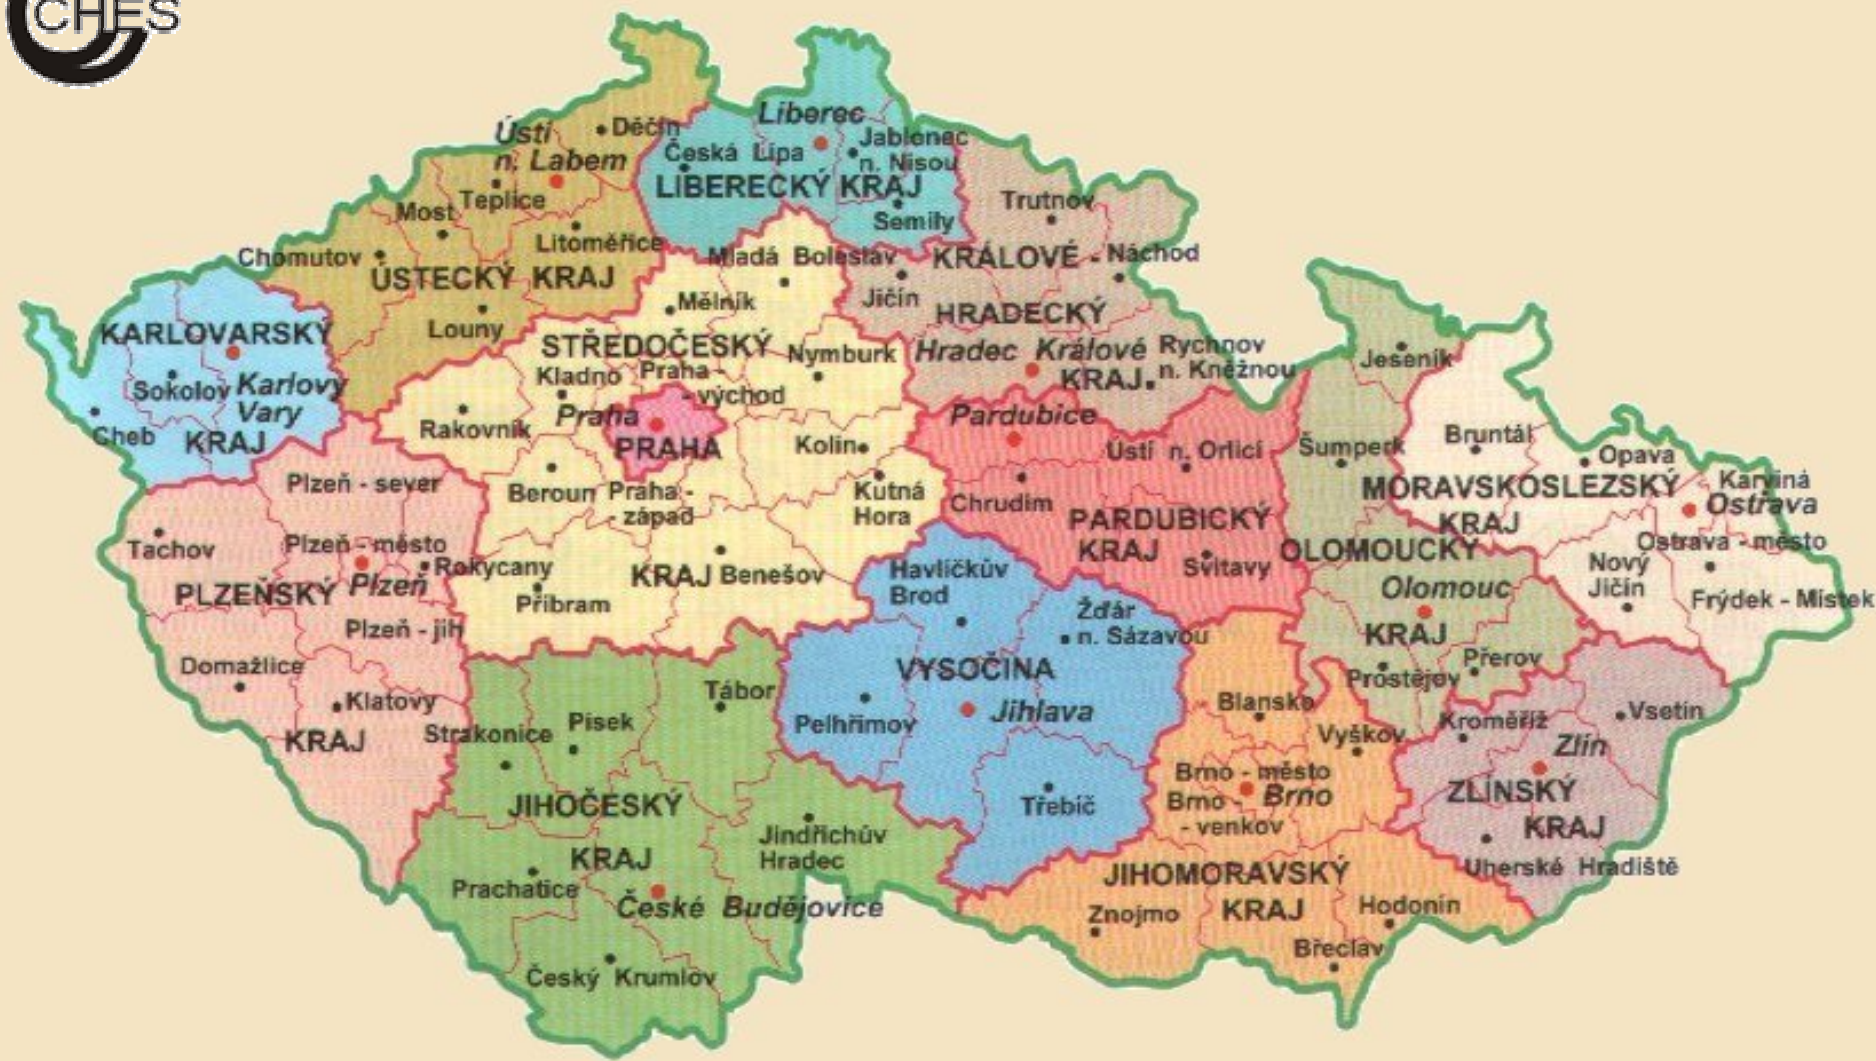 CHES
Liberec
Ústí
n. Labem
Děčín
Česká Lípa
Jablonec
n. Nisou
LIBERECKÝ KRAJ
Semily
Teplice
Most
Litoměřice
Chomutov
ÚSTECKÝ KRAJ
Louny
Trutnov
KRÁLOVÉ -
Náchod
Jičín
HRADECKÝ
Hradec Králové
Rychnov
n. Kněžnou
KRAJ
Mladá Boleslav
Mělník
STŘEDOČESKÝ
Nymburk
Kladno
Praha -
- východ
Praha
PRAHA
Rakovník
Kolín
Beroun
Praha -
- západ
Kutná
Hora
KRAJ
Benešov
Příbram
KARLOVARSKÝ
Sokolov
Karlovy
Vary
Cheb
KRAJ
Plzeň - sever
Tachov
Plzeň - město
Rokycany
PLZEŇSKÝ
Plzeň
Plzeň - jih
Domažlice
Klatovy
KRAJ
Pardubice
Ústí n. Orlicí
Chrudim
PARDUBICKÝ
KRAJ
Svitavy
Jeseník
Šumperk
OLOMOUCKÝ
Olomouc
KRAJ
Přerov
Prostějov
Bruntál
Opava
MORAVSKOSLEZSKÝ
KRAJ
Karviná
Ostrava
Ostrava - město
Nový
Jičín
Frýdek - Místek
Havlíčkův
Brod
Žďár
n. Sázavou
VYSOČINA
Jihlava
Pelhřimov
Třebíč
Tábor
Písek
Strakonice
JIHOČESKÝ
KRAJ
Jindřichův
Hradec
Prachatice
České Budějovice
Český Krumlov
Blansko
Vyškov
Brno - město
Brno -
- venkov
Brno
JIHOMORAVSKÝ
KRAJ
Znojmo
Hodonín
Břeclav
Kroměříž
Vsetín
Zlín
ZLÍNSKÝ
KRAJ
Uherské Hradiště